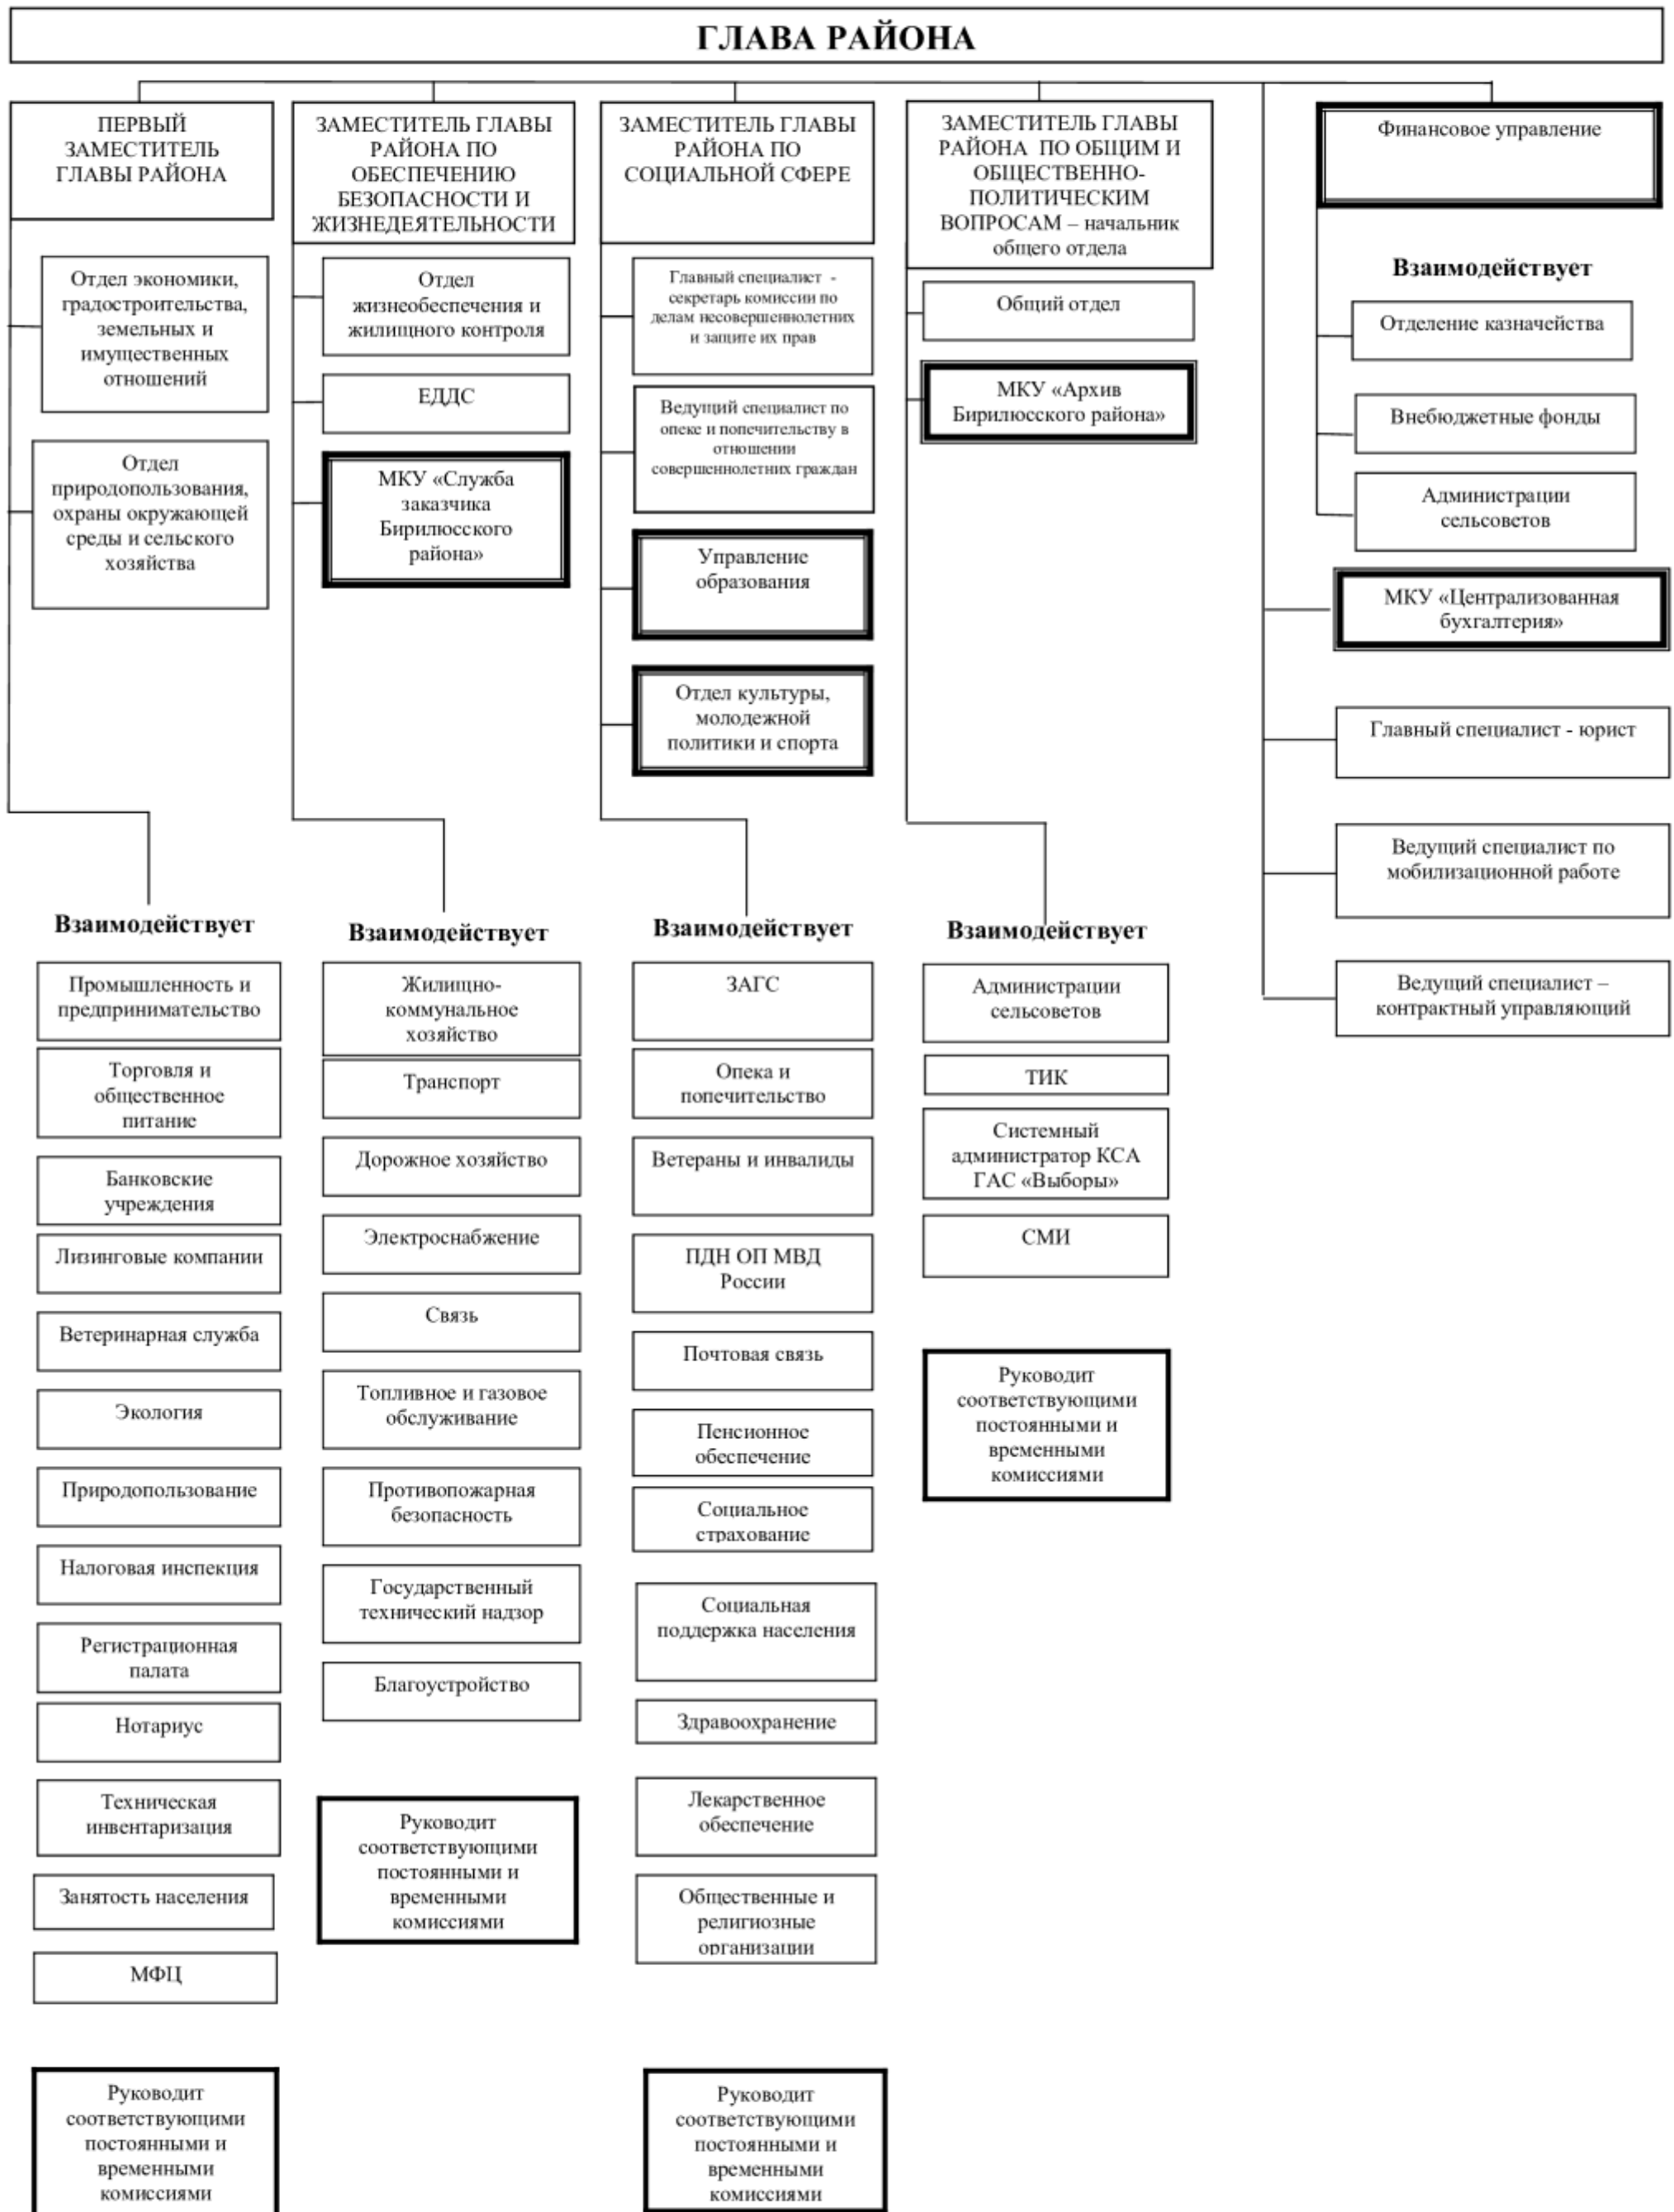 ГЛАВА РАЙОНА
ПЕРВЫЙ
ЗАМЕСТИТЕЛЬ
ГЛАВЫ РАЙОНА
Отдел экономики,
градостроительства,
земельных и
имущественных
отношений
Отдел
природопользования,
охраны окружающей
среды и сельского
хозяйства
Взаимодействует
Промышленность и
предпринимательство
Торговля и
общественное
питание
Банковские
учреждения
Лизинговые компании
Ветеринарная служба
Экология
Природопользование
Налоговая инспекция
Регистрационная
палата
Нотариус
Техническая
инвентаризация
Занятость населения
МФЦ
Руководит
соответствующими
постоянными и
временными
комиссиями
ЗАМЕСТИТЕЛЬ ГЛАВЫ
РАЙОНА ПО
ОБЕСПЕЧЕНИЮ
БЕЗОПАСНОСТИ И
ЖИЗНЕДЕЯТЕЛЬНОСТИ
Отдел
жизнеобеспечения и
жилищного контроля
ЕДДС
МКУ «Служба
заказчика
Бирилюсского
района»
Взаимодействует
Жилищно-
коммунальное
хозяйство
Транспорт
Дорожное хозяйство
Электроснабжение
Связь
Топливное и газовое
обслуживание
Противопожарная
безопасность
Государственный
технический надзор
Благоустройство
Руководит
соответствующими
постоянными и
временными
комиссиями
ЗАМЕСТИТЕЛЬ ГЛАВЫ
РАЙОНА ПО
СОЦИАЛЬНОЙ СФЕРЕ
Главный специалист -
секретарь комиссии по
делам несовершеннолетних
и защите их прав
Ведущий специалист по
опеке и попечительству в
отношении
совершеннолетних граждан
Управление
образования
Отдел культуры,
молодежной
политики и спорта
Взаимодействует
ЗАГС
Опека и
попечительство
Ветераны и инвалиды
ПДН ОП МВД
России
Почтовая связь
Пенсионное
обеспечение
Социальное
страхование
Социальная
поддержка населения
Здравоохранение
Лекарственное
обеспечение
Общественные и
религиозные
организации
Руководит
соответствующими
постоянными и
временными
комиссиями
ЗАМЕСТИТЕЛЬ ГЛАВЫ
РАЙОНА ПО ОБЩИМ И
ОБЩЕСТВЕННО-
ПОЛИТИЧЕСКИМ
ВОПРОСАМ – начальник
общего отдела
Общий отдел
МКУ «Архив
Бирилюсского района»
Взаимодействует
Администрации
сельсоветов
ТИК
Системный
администратор КСА
ГАС «Выборы»
СМИ
Руководит
соответствующими
постоянными и
временными
комиссиями
Финансовое управление
Взаимодействует
Отделение казначейства
Внебюджетные фонды
Администрации
сельсоветов
МКУ «Централизованная
бухгалтерия»
Главный специалист - юрист
Ведущий специалист по
мобилизационной работе
Ведущий специалист –
контрактный управляющий